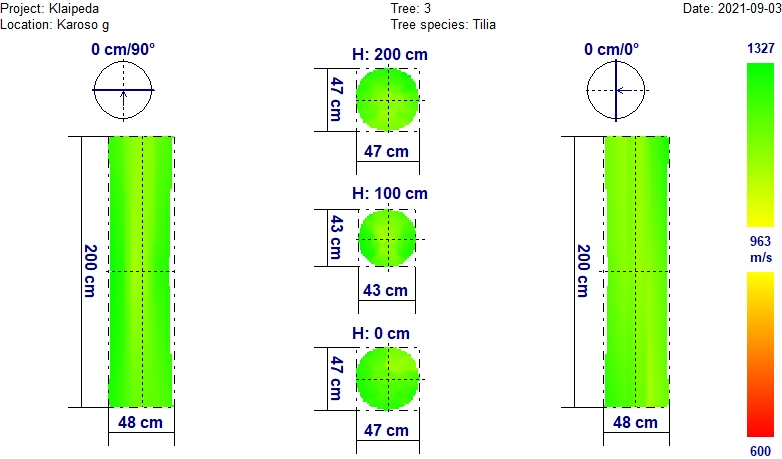 Project: Klaipeda
Tree: 3
Date: 2021-09-03
Location: Karoso g
Tree species: Tilia
0 cm/90°
H: 200 cm
0 cm/0°
1327
47 cm
47 cm
H: 100 cm
200 cm
43 cm
200 cm
963
m/s
43 cm
H: 0 cm
47 cm
48 cm
47 cm
48 cm
600